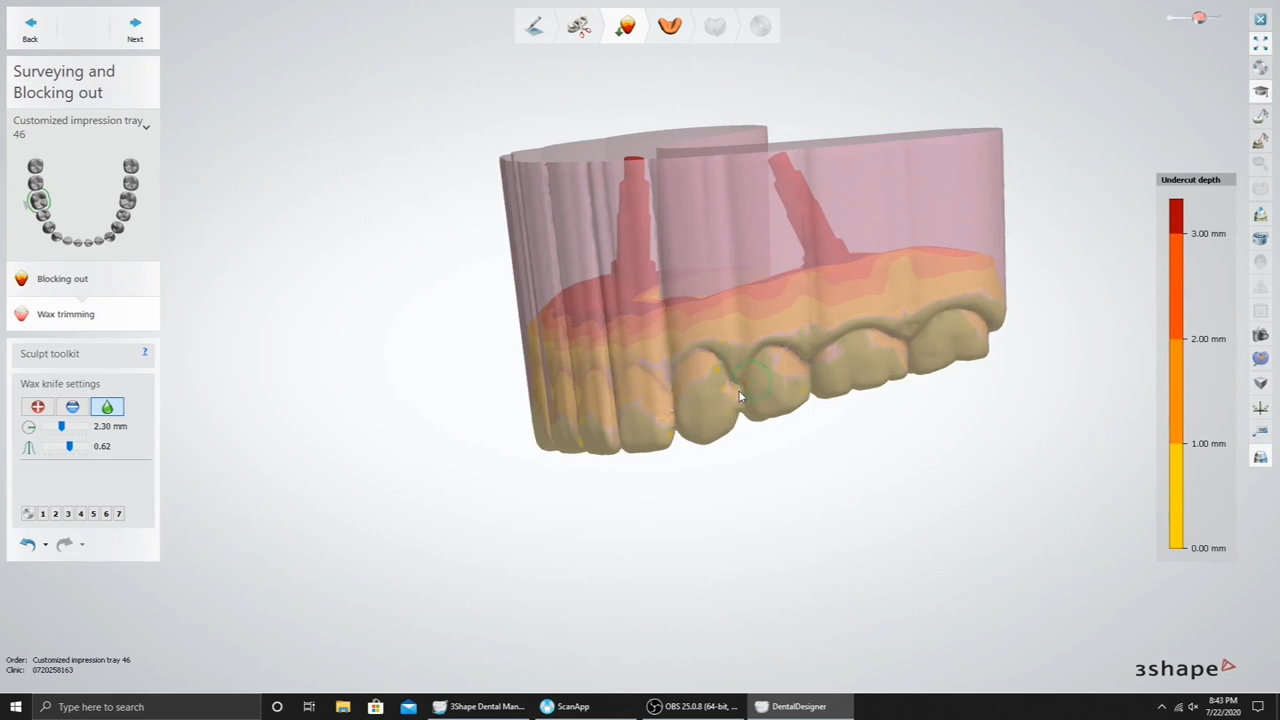 Back
Next
Surveying and
Blocking out
Customized impression tray
46
Blocking out
Wax trimming
Sculpt toolkit
?
Wax knife settings
2.30 mm
0.62
1 2 3 4 5 6 7
Undercut depth
3.00 mm
2.00 mm
1.00 mm
0.00 mm
Order: Customized impression tray 46
Clinic: 0720258163
3shape
Type here to search
3Shape Dental Man...
ScanApp
OBS 25.0.8 (64-bit, ...
DentalDesigner
8:43 PM
7/22/2020